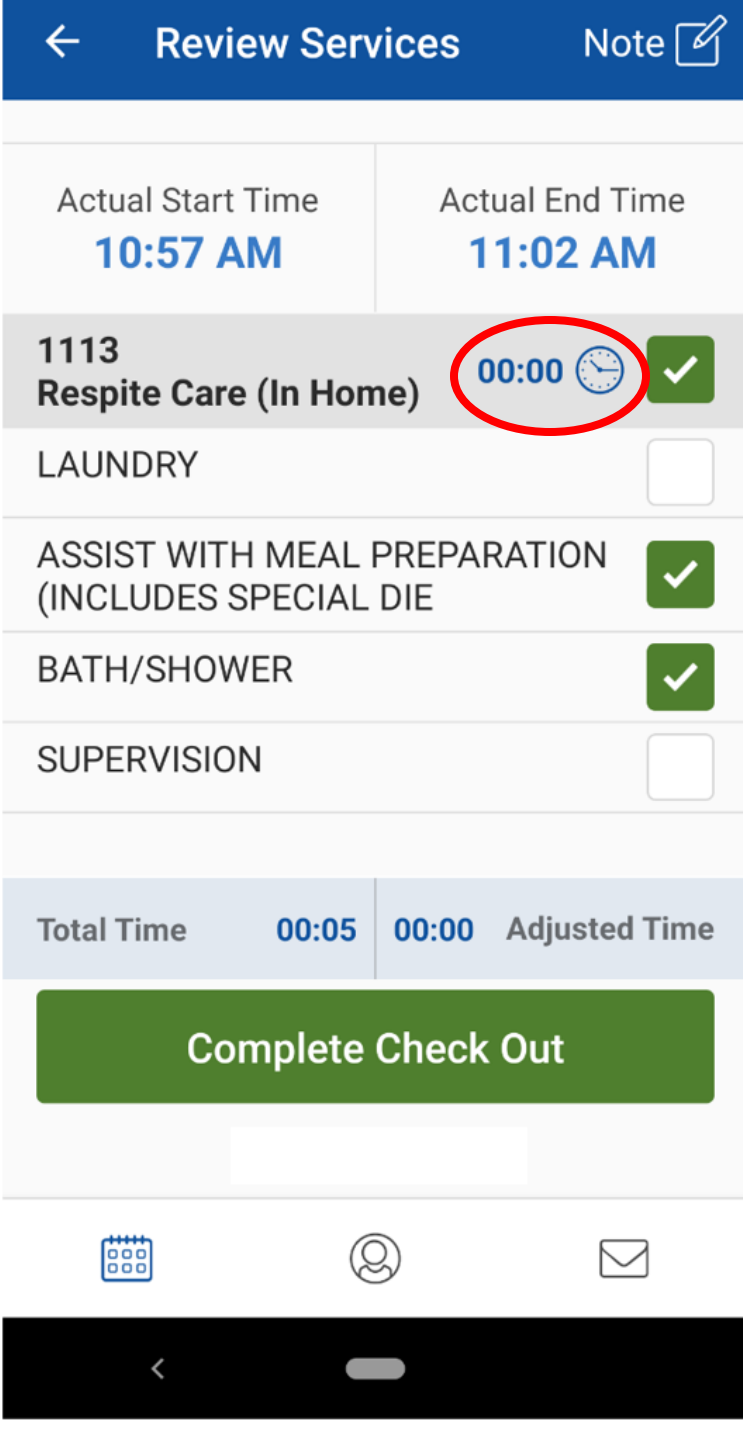 Review Services
Note
Actual Start Time
Actual End Time
10:57 AM
11:02 AM
1113
Respite Care (In Home)
00:00
LAUNDRY
ASSIST WITH MEAL PREPARATION
(INCLUDES SPECIAL DIE
BATH/SHOWER
SUPERVISION
Total Time 00:05
00:00 Adjusted Time
Complete Check Out